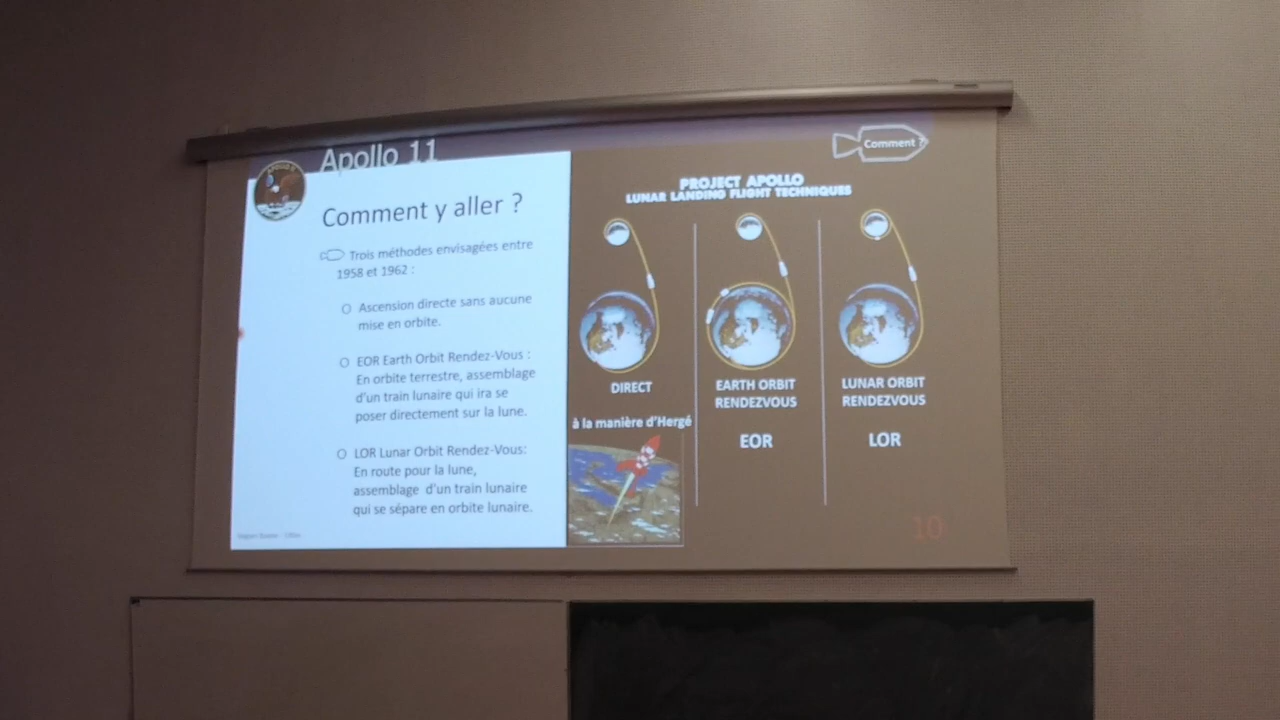 Apollo 11
Comment ?
Comment y aller ?
Trois méthodes envisagées entre
1958 et 1962 :
Ascension directe sans aucune
mise en orbite.
EOR Earth Orbit Rendez-Vous :
En orbite terrestre, assemblage
d'un train lunaire qui ira se
poser directement sur la lune.
LOR Lunar Orbit Rendez-Vous:
En route pour la lune,
assemblage d'un train lunaire
qui se sépare en orbite lunaire.
PROJECT APOLLO
LUNAR LANDING FLIGHT TECHNIQUES
DIRECT
à la manière d'Hergé
EARTH ORBIT
RENDEZVOUS
EOR
LUNAR ORBIT
RENDEZVOUS
LOR
10